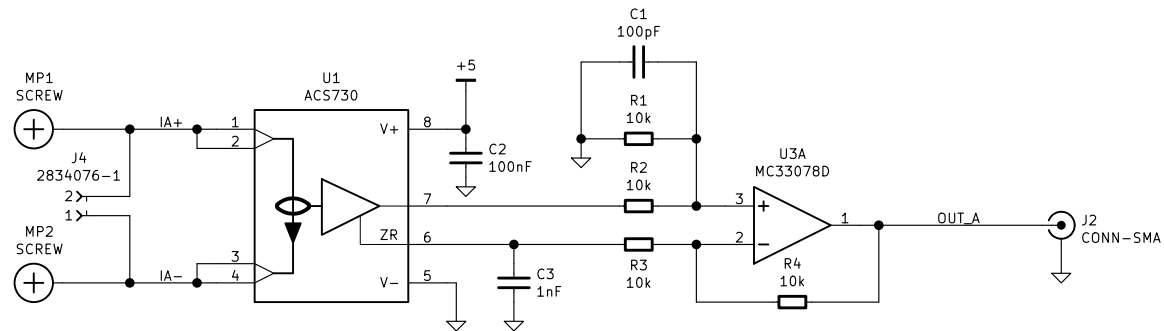 MP1
SCREW
IA+
J4
2834076-1
2
1
MP2
SCREW
IA-
U1
ACS730
1
2
3
4
V+
8
7
ZR
6
V-
5
+5
C2
100nF
C3
1nF
C1
100pF
R1
10k
R2
10k
R3
10k
U3A
MC33078D
3
+
2
-
1
R4
10k
OUT_A
J2
CONN-SMA